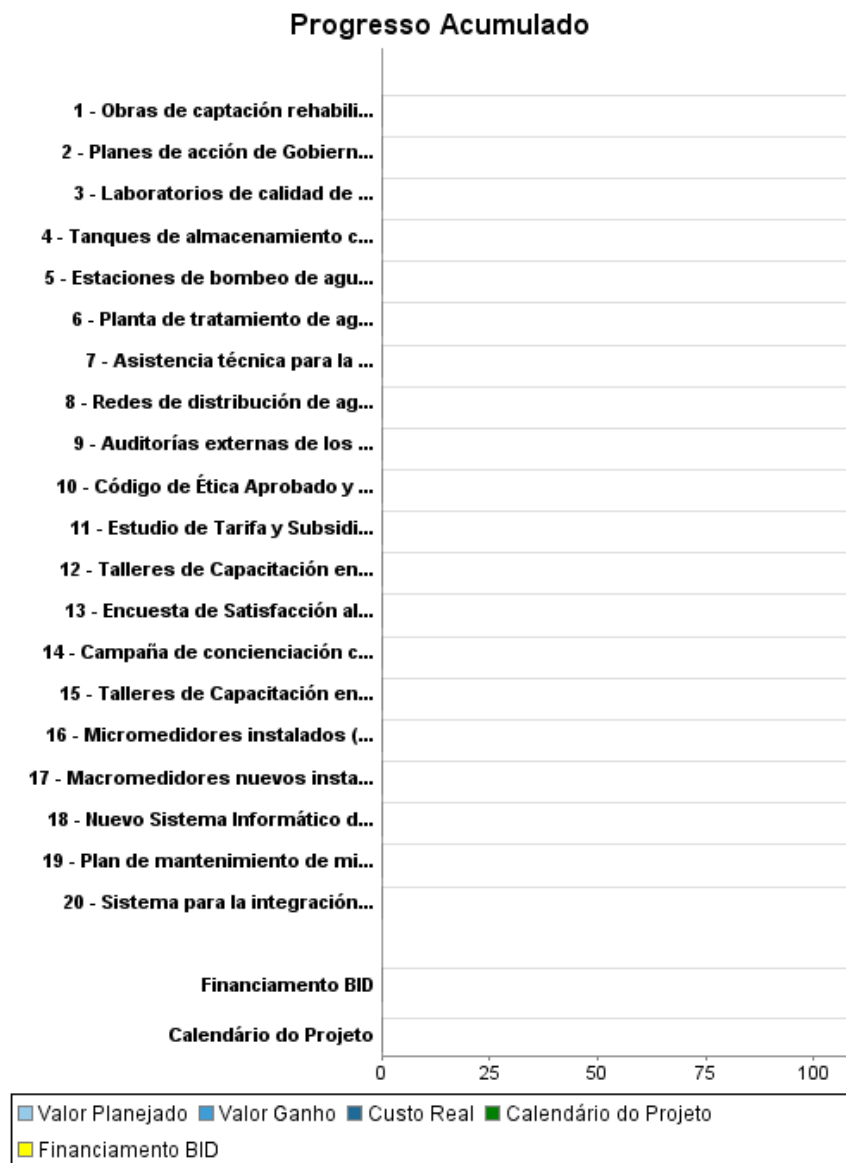 Progresso Acumulado
1 - Obras de captación rehabili...
2 - Planes de acción de Gobiern...
3 - Laboratorios de calidad de ...
4 - Tanques de almacenamiento c...
5 - Estaciones de bombeo de agu...
6 - Planta de tratamiento de ag...
7 - Asistencia técnica para la ...
8 - Redes de distribución de ag...
9 - Auditorías externas de los ...
10 - Código de Ética Aprobado y ...
11 - Estudio de Tarifa y Subsidi...
12 - Talleres de Capacitación en...
13 - Encuesta de Satisfacción al...
14 - Campaña de concienciación c...
15 - Talleres de Capacitación en...
16 - Micromedidores instalados (...
17 - Macromedidores nuevos insta...
18 - Nuevo Sistema Informático d...
19 - Plan de mantenimiento de mi...
20 - Sistema para la integración...
Financiamento BID
Calendário do Projeto
0 25 50 75 100
Valor Planejado Valor Ganho Custo Real Calendário do Projeto
Financiamento BID